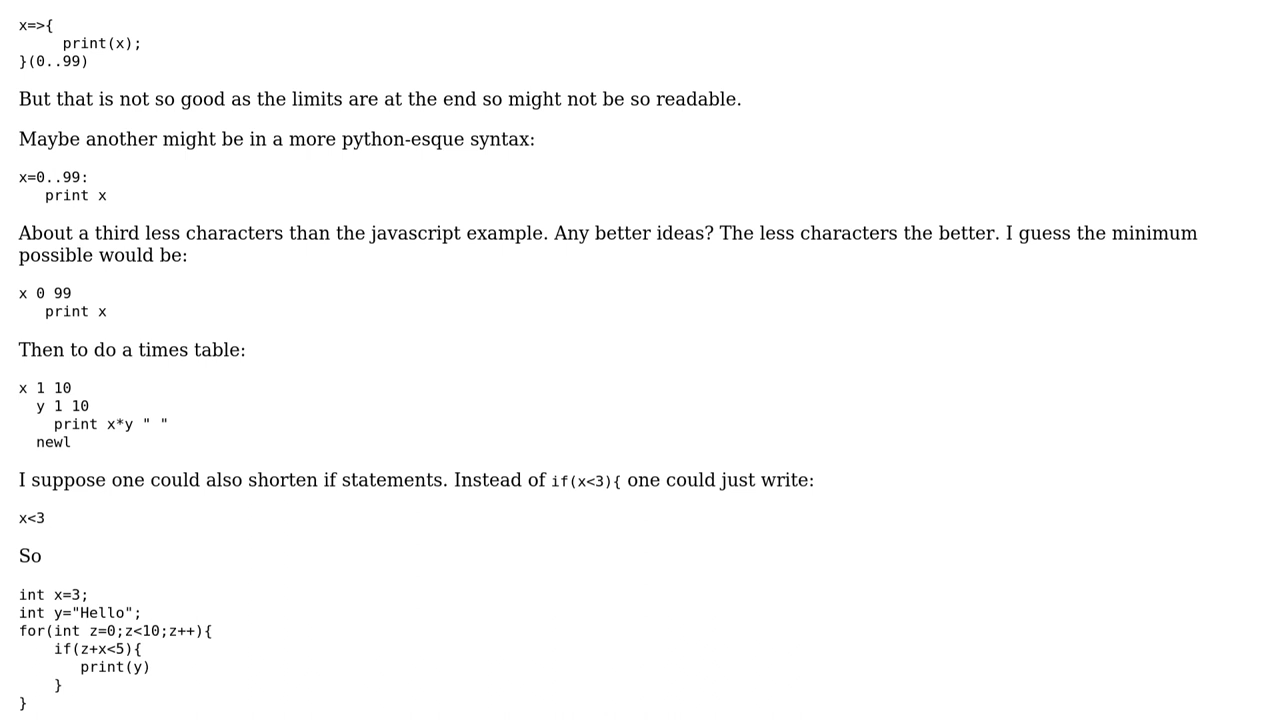 x=>{
     print(x);
}(0..99)
But that is not so good as the limits are at the end so might not be so readable.
Maybe another might be in a more python-esque syntax:
x=0..99:
   print x
About a third less characters than the javascript example. Any better ideas? The less characters the better. I guess the minimum
possible would be:
x 0 99
   print x
Then to do a times table:
x 1 10
  y 1 10
    print x*y " "
  newl
I suppose one could also shorten if statements. Instead of if(x<3){ one could just write:
x<3
So
int x=3;
int y="Hello";
for(int z=0;z<10;z++){
    if(z+x<5){
       print(y)
    }
}